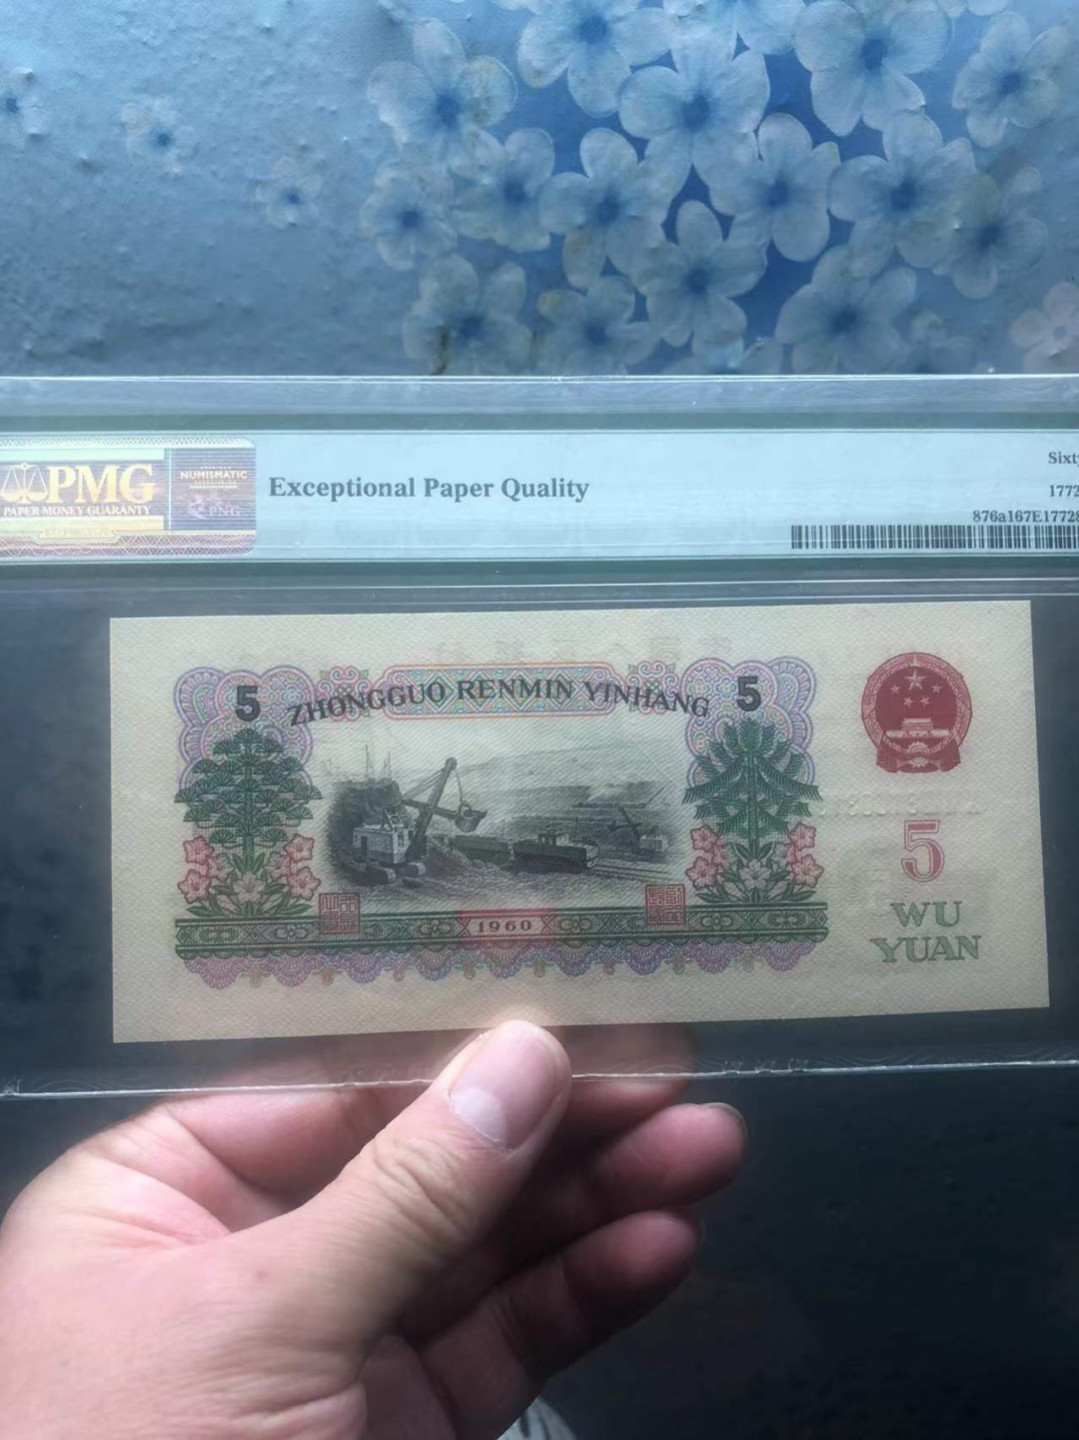 PMG
PAPER MONEY GUARANTY
NUMISMATIC
PNG
Exceptional Paper Quality
Sixty
1772
876a167E17728
5
ZHONGGUO RENMIN YINHANG
5
1960
5
WU
YUAN